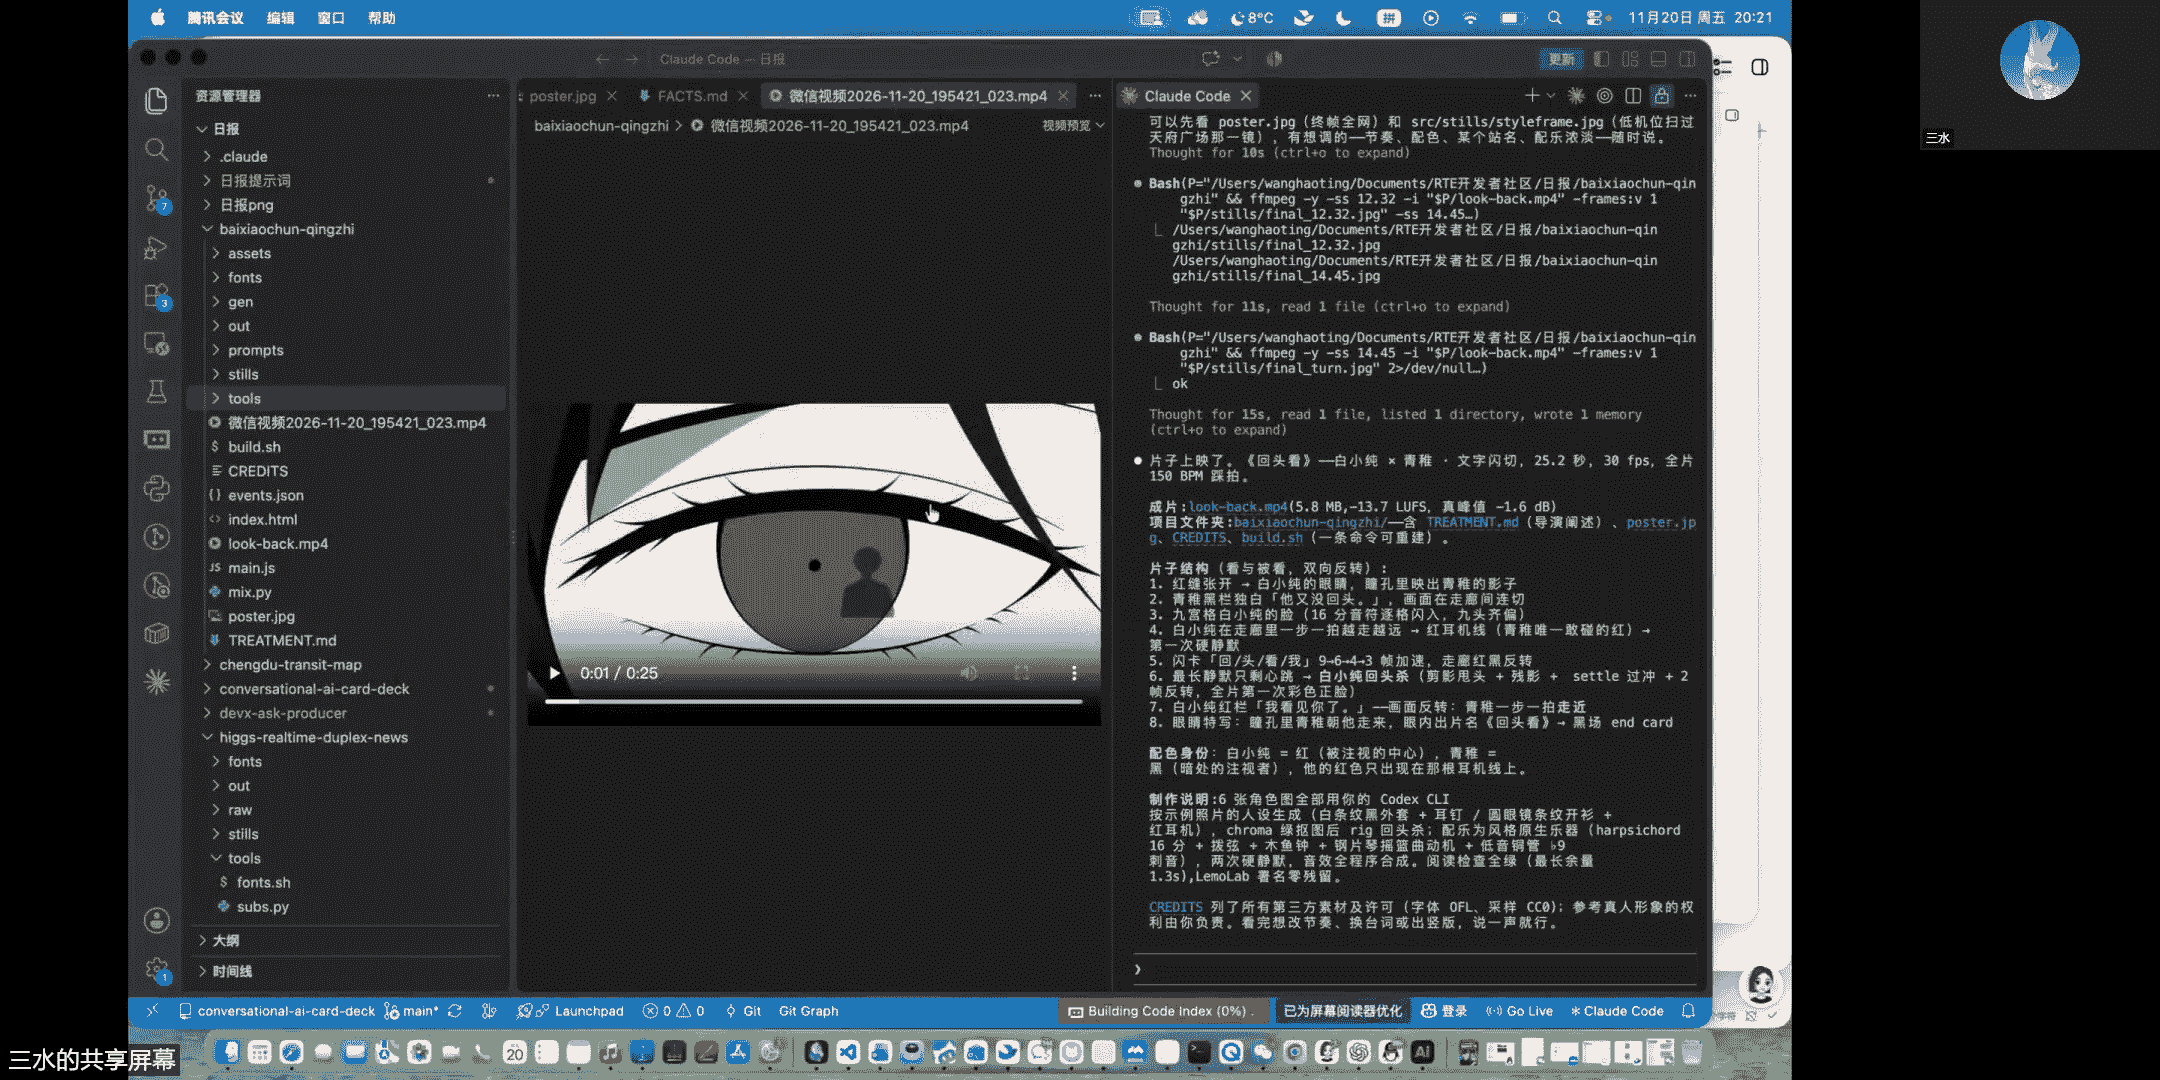 腾讯会议 编辑 窗口 帮助
8°C
拼
11月20日 周五 20:21
Claude Code — 日报
更新
资源管理器
日报
.claude
日报提示词
日报png
baixiaochun-qingzhi
assets
fonts
gen
out
prompts
stills
tools
微信视频2026-11-20_195421_023.mp4
build.sh
CREDITS
events.json
index.html
look-back.mp4
main.js
mix.py
poster.jpg
TREATMENT.md
chengdu-transit-map
conversational-ai-card-deck
devx-ask-producer
higgs-realtime-duplex-news
fonts
out
raw
stills
tools
fonts.sh
subs.py
大纲
时间线
7
3
1
poster.jpg FACTS.md 微信视频2026-11-20_195421_023.mp4
baixiaochun-qingzhi > 微信视频2026-11-20_195421_023.mp4 视频预览
0:01 / 0:25
Claude Code
可以先看 poster.jpg（终帧全网）和 src/stills/styleframe.jpg（低机位扫过
天府广场那一镜），有想调的——节奏、配色、某个站名、配乐浓淡——随时说。
Thought for 10s (ctrl+o to expand)
Bash(P="/Users/wanghaoting/Documents/RTE开发者社区/日报/baixiaochun-qin
gzhi" && ffmpeg -y -ss 12.32 -i "$P/look-back.mp4" -frames:v 1
"$P/stills/final_12.32.jpg" -ss 14.45…)
/Users/wanghaoting/Documents/RTE开发者社区/日报/baixiaochun-qin
gzhi/stills/final_12.32.jpg
/Users/wanghaoting/Documents/RTE开发者社区/日报/baixiaochun-qin
gzhi/stills/final_14.45.jpg
Thought for 11s, read 1 file (ctrl+o to expand)
Bash(P="/Users/wanghaoting/Documents/RTE开发者社区/日报/baixiaochun-qin
gzhi" && ffmpeg -y -ss 14.45 -i "$P/look-back.mp4" -frames:v 1
"$P/stills/final_turn.jpg" 2>/dev/null…)
ok
Thought for 15s, read 1 file, listed 1 directory, wrote 1 memory
(ctrl+o to expand)
片子上映了。《回头看》——白小纯 × 青稚 · 文字闪切，25.2 秒，30 fps，全片
150 BPM 踩拍。
成片:look-back.mp4(5.8 MB,-13.7 LUFS, 真峰值 -1.6 dB)
项目文件夹:baixiaochun-qingzhi/——含 TREATMENT.md（导演阐述）、poster.jp
g、CREDITS、build.sh（一条命令可重建）。
片子结构（看与被看，双向反转）:
1. 红缝张开 → 白小纯的眼睛，瞳孔里映出青稚的影子
2. 青稚黑栏独白「他又没回头。」，画面在走廊间连切
3. 九宫格白小纯的脸（16 分音符逐格闪入，九头齐偏）
4. 白小纯在走廊里一步一拍越走越远 → 红耳机线（青稚唯一敢碰的红）→
第一次硬静默
5. 闪卡「回/头/看/我」9→6→4→3 帧加速，走廊红黑反转
6. 最长静默只剩心跳 → 白小纯回头杀（剪影甩头 + 残影 + settle 过冲 + 2
帧反转，全片第一次彩色正脸）
7. 白小纯红栏「我看见你了。」——画面反转：青稚一步一拍走近
8. 眼睛特写：瞳孔里青稚朝他走来，眼内出片名《回头看》→ 黑场 end card
配色身份：白小纯 = 红（被注视的中心），青稚 =
黑（暗处的注视者），他的红色只出现在那根耳机线上。
制作说明:6 张角色图全部用你的 Codex CLI
按示例照片的人设生成（白条纹黑外套 + 耳钉 / 圆眼镜条纹开衫 +
红耳机），chroma 绿抠图后 rig 回头杀；配乐为风格原生乐器（harpsichord
16 分 + 拨弦 + 木鱼钟 + 钢片琴摇篮曲动机 + 低音铜管 ♭9
刺音），两次硬静默，音效全程序合成。阅读检查全绿（最长余量
1.3s),LemoLab 署名零残留。
CREDITS 列了所有第三方素材及许可（字体 OFL、采样 CC0）；参考真人形象的权
利由你负责。看完想改节奏、换台词或出竖版，说一声就行。
❯
conversational-ai-card-deck main* Launchpad 0 0 Git Git Graph
Building Code Index (0%) . 已为屏幕阅读器优化 登录 Go Live Claude Code
20
AI
三水
三水的共享屏幕